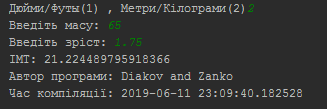 Дюйми/футы(1) , Метри/Кілограми(2)2
Введіть масу: 65
Введіть зріст: 1.75
ІМТ: 21.224489795918366
Автор програми: Diakov and Zanko
Час компіляції: 2019-06-11 23:09:40.182528